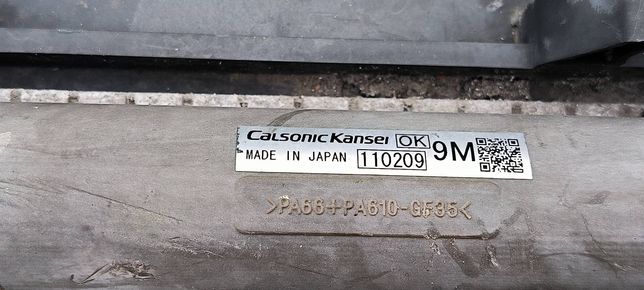 CalsonicKansei OK 9M
MADE IN JAPAN 110209
>PA66+PA610-GF35<